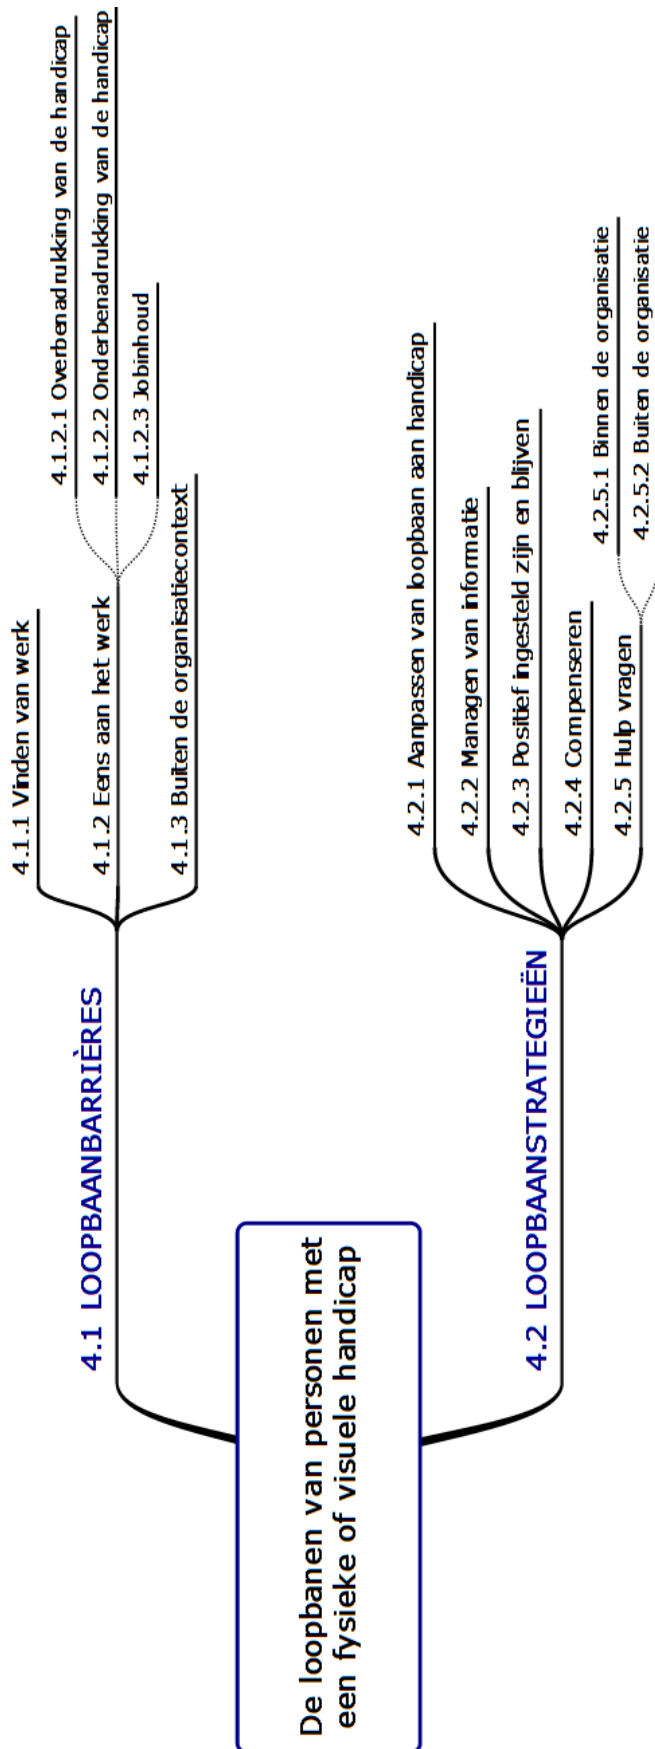 De loopbanen van personen met
een fysieke of visuele handicap
4.1 LOOPBAANBARRIÈRES
4.1.1 Vinden van werk
4.1.2 Eens aan het werk
4.1.2.1 Overbenadrukking van de handicap
4.1.2.2 Onderbenadrukking van de handicap
4.1.2.3 Jobinhoud
4.1.3 Buiten de organisatiecontext
4.2 LOOPBAANSTRATEGIEËN
4.2.1 Aanpassen van loopbaan aan handicap
4.2.2 Managen van informatie
4.2.3 Positief ingesteld zijn en blijven
4.2.4 Compenseren
4.2.5 Hulp vragen
4.2.5.1 Binnen de organisatie
4.2.5.2 Buiten de organisatie